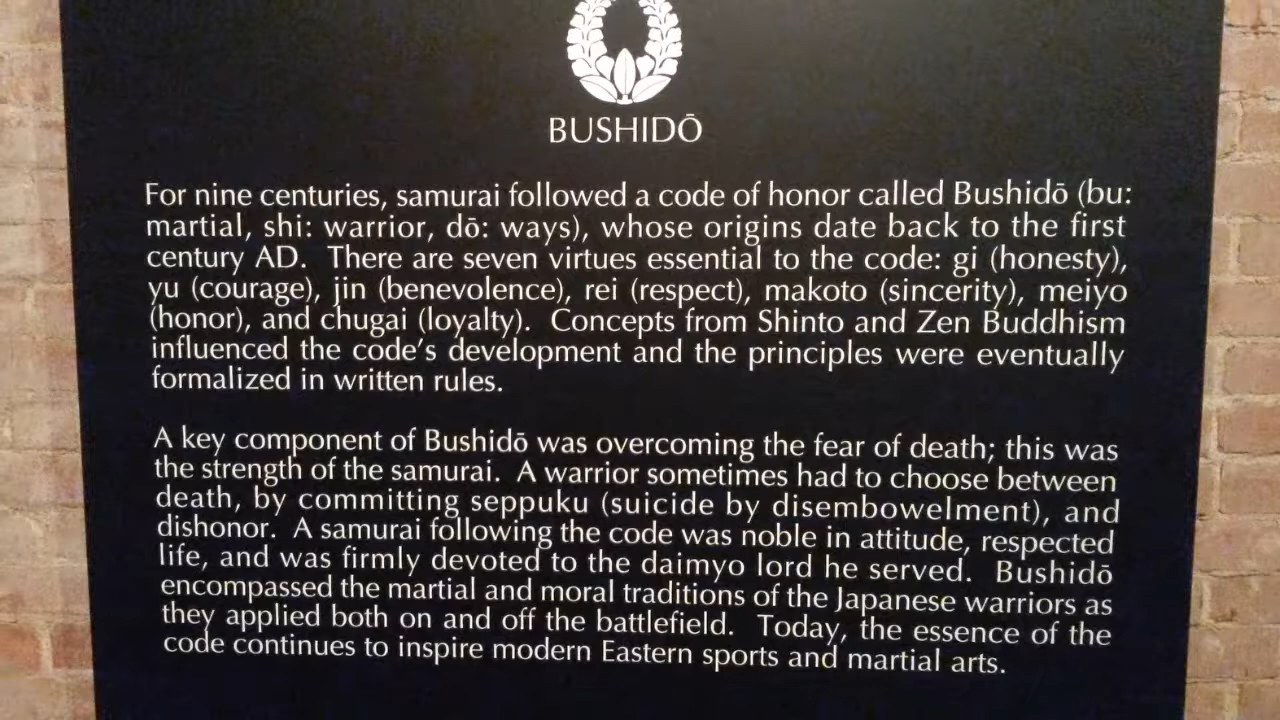 BUSHIDŌ
For nine centuries, samurai followed a code of honor called Bushidō (bu:
martial, shi: warrior, dō: ways), whose origins date back to the first
century AD. There are seven virtues essential to the code: gi (honesty),
yu (courage), jin (benevolence), rei (respect), makoto (sincerity), meiyo
(honor), and chugai (loyalty). Concepts from Shinto and Zen Buddhism
influenced the code's development and the principles were eventually
formalized in written rules.
A key component of Bushidō was overcoming the fear of death; this was
the strength of the samurai. A warrior sometimes had to choose between
death, by committing seppuku (suicide by disembowelment), and
dishonor. A samurai following the code was noble in attitude, respected
life, and was firmly devoted to the daimyo lord he served. Bushidō
encompassed the martial and moral traditions of the Japanese warriors as
they applied both on and off the battlefield. Today, the essence of the
code continues to inspire modern Eastern sports and martial arts.